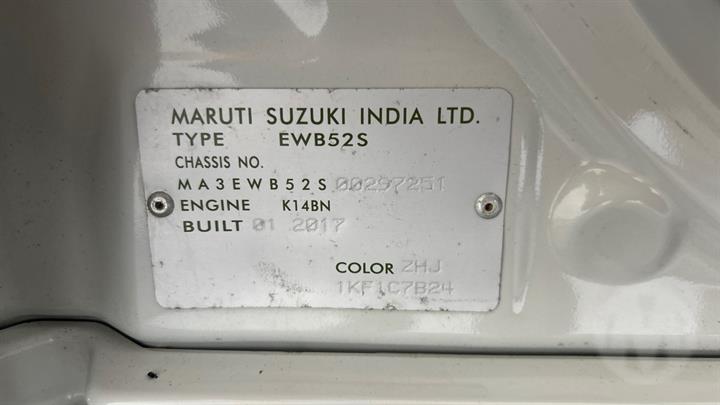 MARUTI SUZUKI INDIA LTD.
TYPE EWB52S
CHASSIS NO.
MA3EWB52S00297251
ENGINE K14BN
BUILT 01 2017
COLOR ZHJ
1KF1C7B24